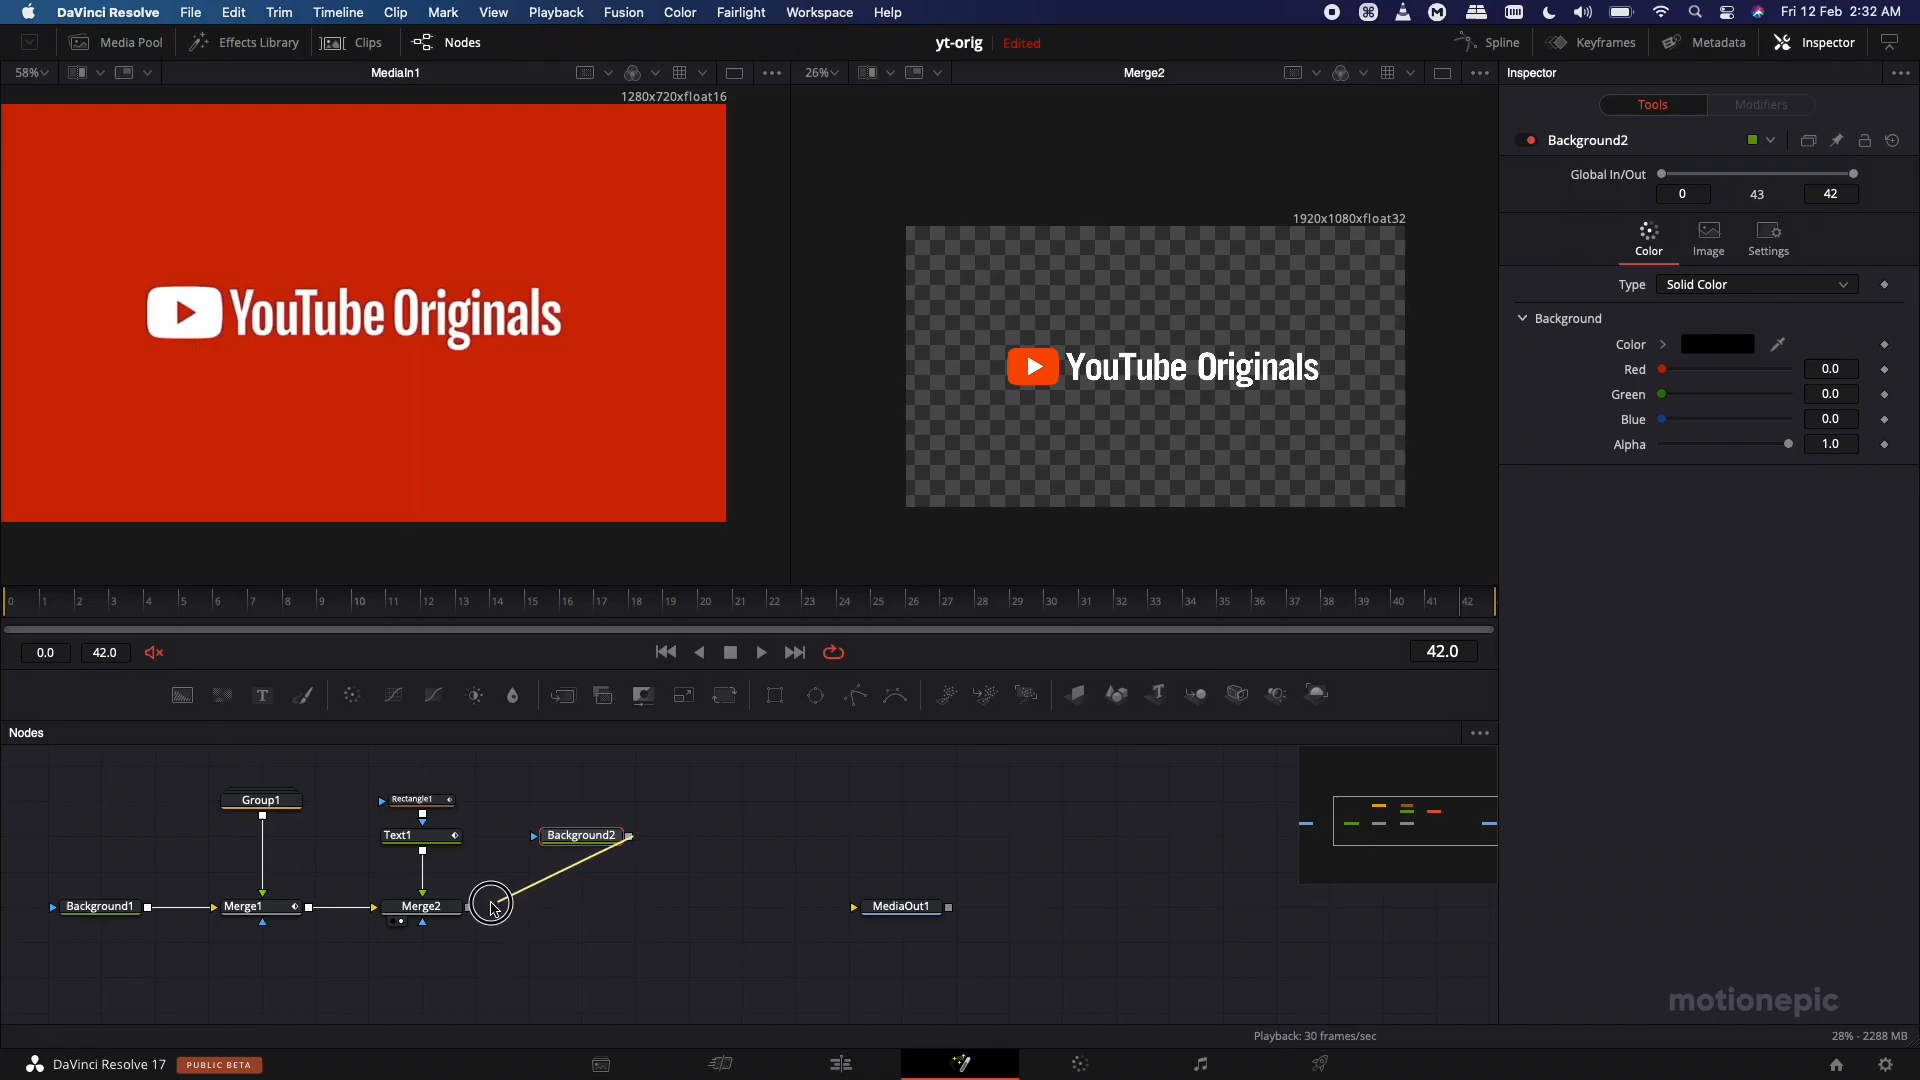 DaVinci Resolve File Edit Trim Timeline Clip Mark View Playback Fusion Color Fairlight Workspace Help Fri 12 Feb 2:32 AM
Media Pool Effects Library Clips Nodes yt-orig Edited Spline Keyframes Metadata Inspector
58% MediaIn1 26% Merge2 Inspector
1280x720xfloat16
Tools Modifiers
Background2
Global In/Out
0 43 42
1920x1080xfloat32
Color Image Settings
Type Solid Color
YouTube Originals
Background
Color
YouTube Originals
Red 0.0
Green 0.0
Blue 0.0
Alpha 1.0
0 1 2 3 4 5 6 7 8 9 10 11 12 13 14 15 16 17 18 19 20 21 22 23 24 25 26 27 28 29 30 31 32 33 34 35 36 37 38 39 40 41 42
0.0 42.0 42.0
T T
Nodes
Group1 Rectangle1
Text1 Background2
Background1 Merge1 Merge2 MediaOut1
motionepic
Playback: 30 frames/sec 28% - 2288 MB
DaVinci Resolve 17 PUBLIC BETA